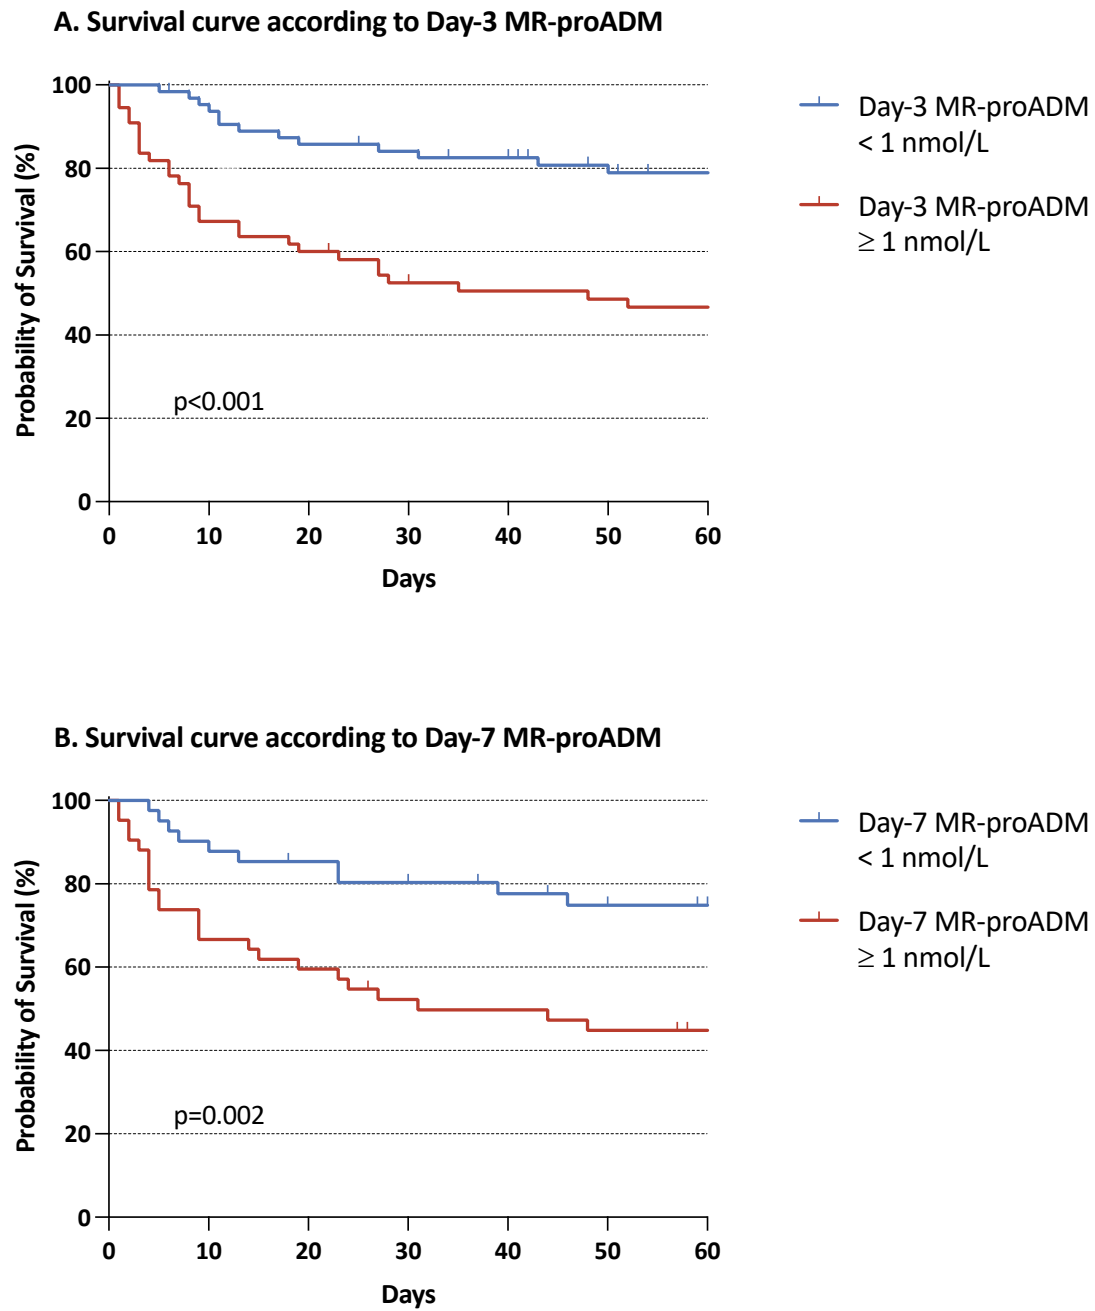 A. Survival curve according to Day-3 MR-proADM
100
80
60
40
20
0
Probability of Survival (%)
p<0.001
0 10 20 30 40 50 60
Days
Day-3 MR-proADM
< 1 nmol/L
Day-3 MR-proADM
≥ 1 nmol/L
B. Survival curve according to Day-7 MR-proADM
100
80
60
40
20
0
Probability of Survival (%)
p=0.002
0 10 20 30 40 50 60
Days
Day-7 MR-proADM
< 1 nmol/L
Day-7 MR-proADM
≥ 1 nmol/L